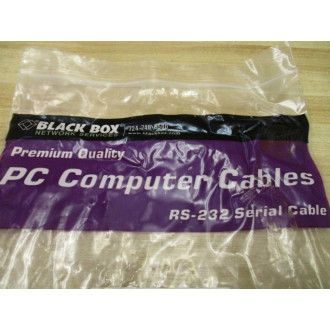 BLACK BOX
NETWORK SERVICES
Premium Quality
PC Computer Cables
RS-232 Serial Cable